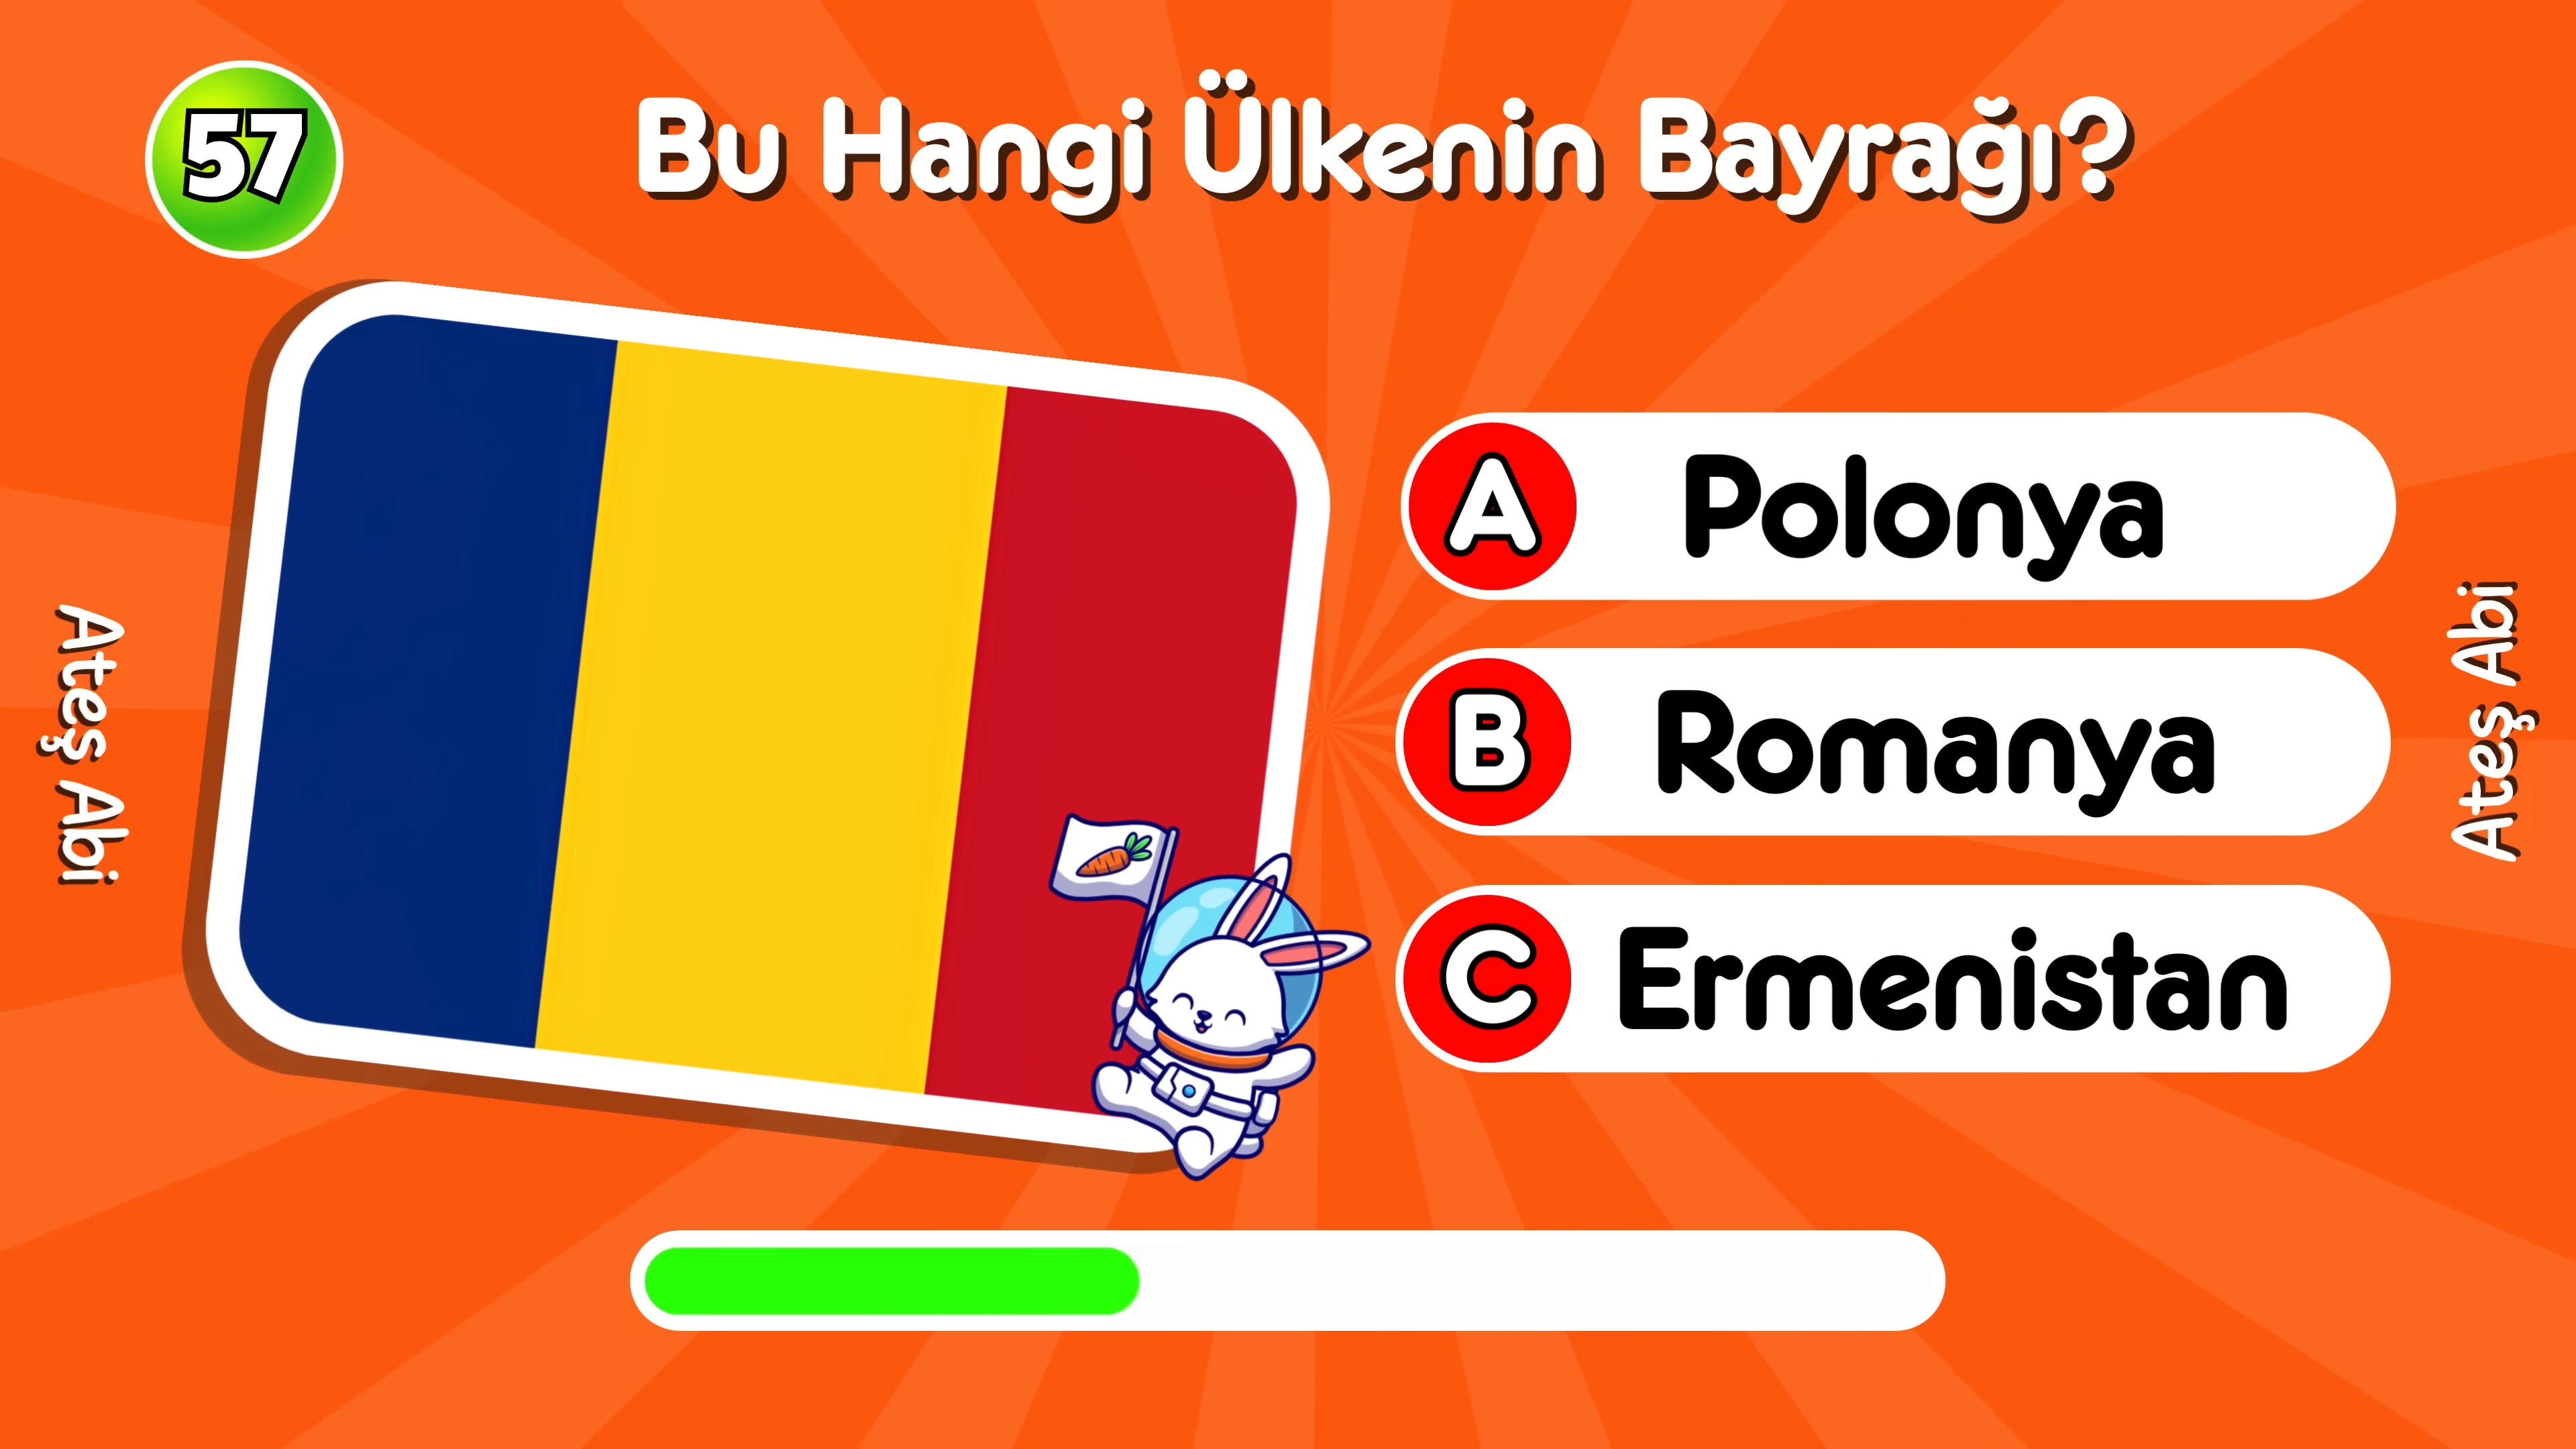 57
Bu Hangi Ülkenin Bayrağı?
A Polonya
B Romanya
C Ermenistan
Ateş Abi
Ateş Abi